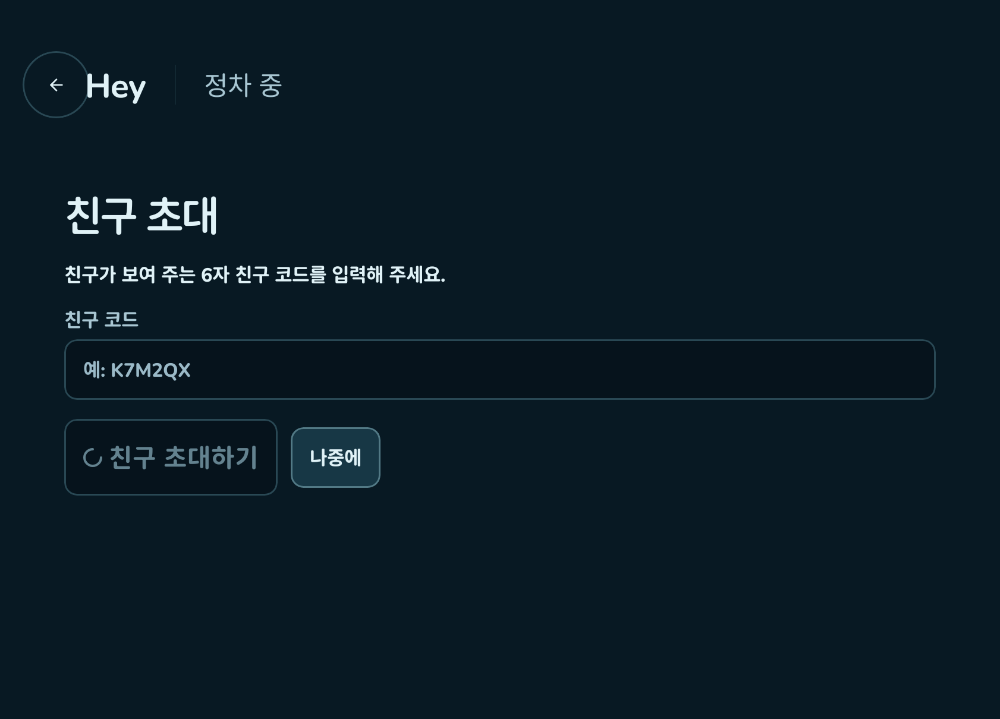 Hey
정차 중
친구 초대
친구가 보여 주는 6자 친구 코드를 입력해 주세요.
친구 코드
예: K7M2QX
친구 초대하기
나중에